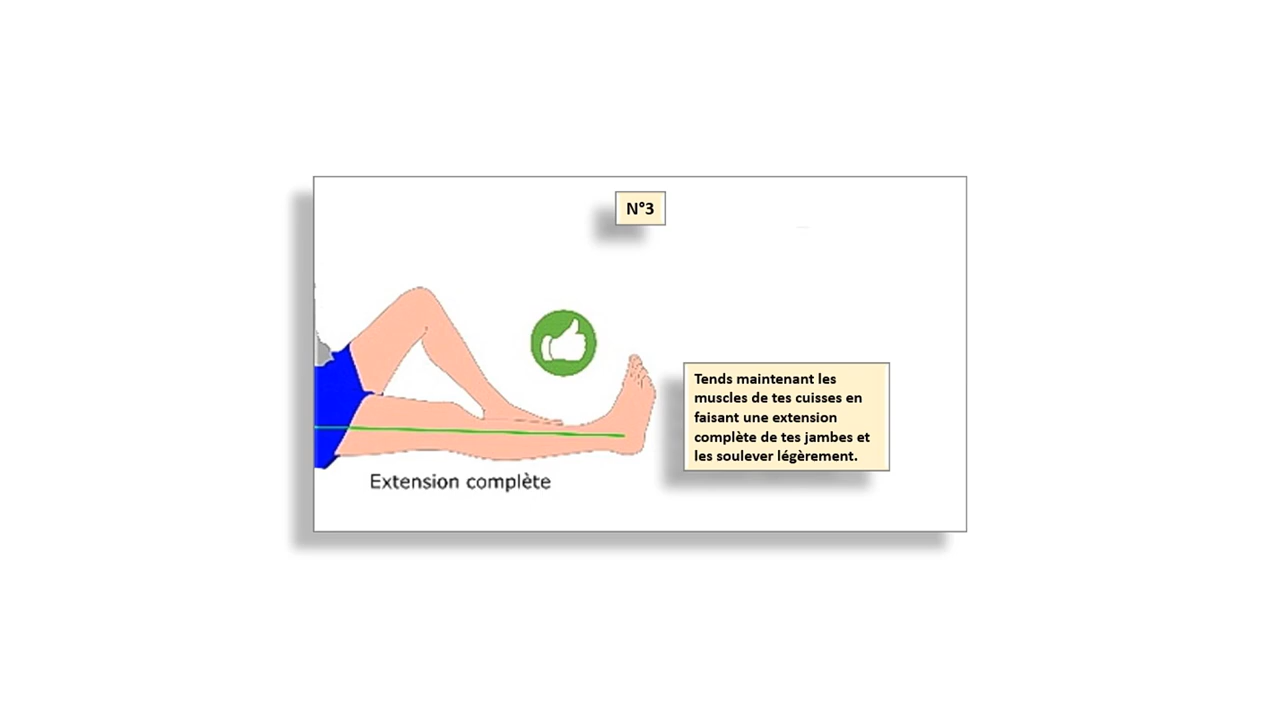 N°3
Tends maintenant les
muscles de tes cuisses en
faisant une extension
complète de tes jambes et
les soulever légèrement.
Extension complète